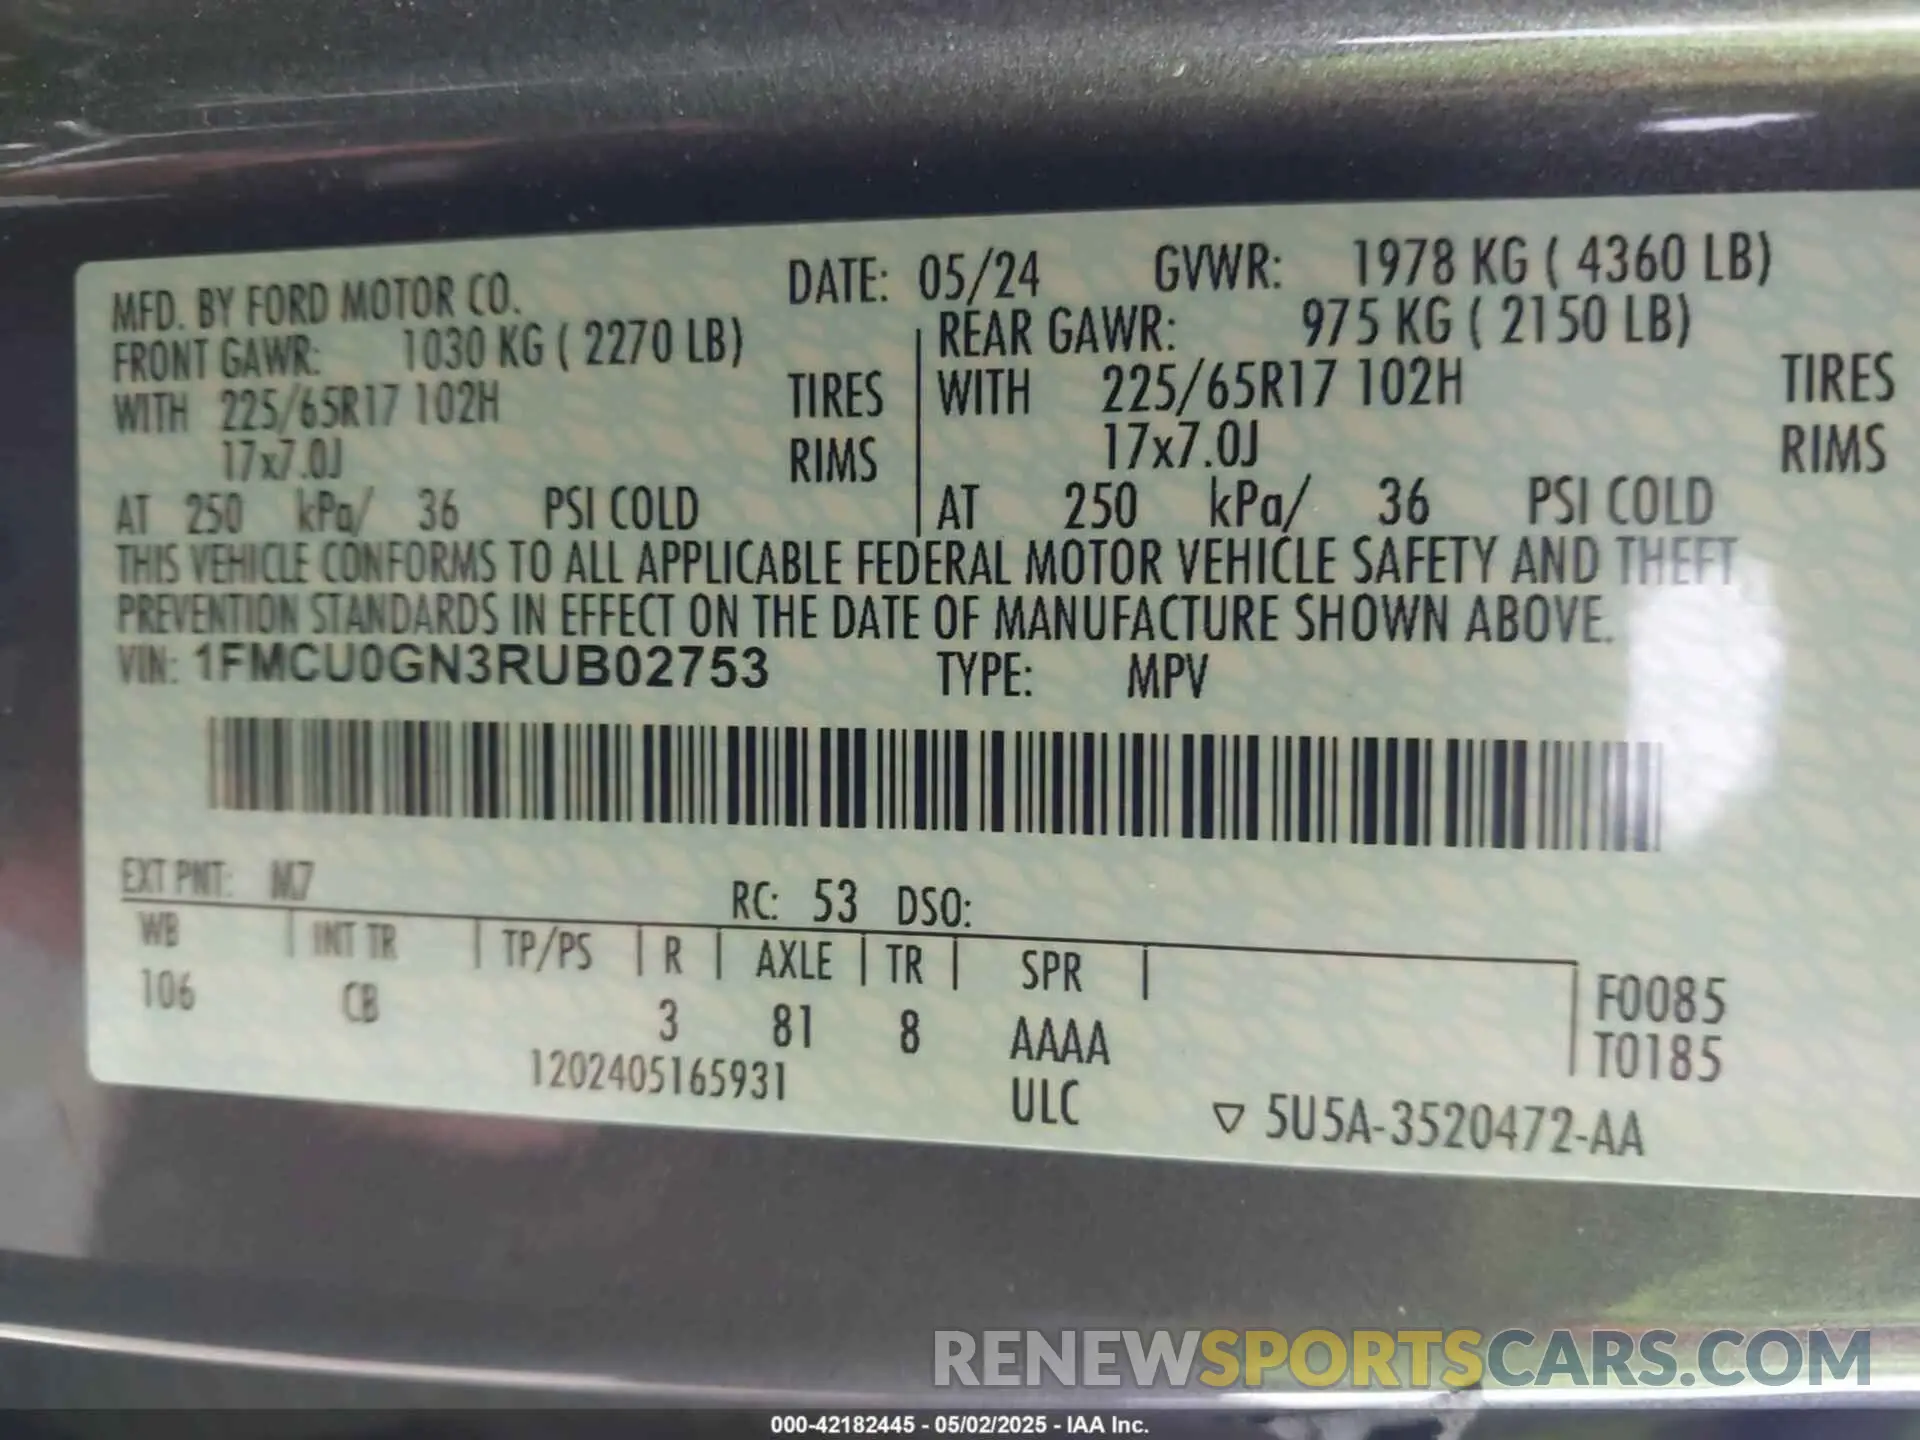 MFD. BY FORD MOTOR CO. DATE: 05/24 GVWR: 1978 KG ( 4360 LB)
FRONT GAWR: 1030 KG ( 2270 LB) REAR GAWR: 975 KG ( 2150 LB)
WITH 225/65R17 102H TIRES WITH 225/65R17 102H TIRES
17x7.0J RIMS 17x7.0J RIMS
AT 250 kPa/ 36 PSI COLD AT 250 kPa/ 36 PSI COLD
THIS VEHICLE CONFORMS TO ALL APPLICABLE FEDERAL MOTOR VEHICLE SAFETY AND THEFT
PREVENTION STANDARDS IN EFFECT ON THE DATE OF MANUFACTURE SHOWN ABOVE.
VIN: 1FMCU0GN3RUB02753 TYPE: MPV
EXT PNT: M7 RC: 53 DSO:
WB INT TR TP/PS R AXLE TR SPR F0085
106 CB 3 81 8 AAAA T0185
1202405165931 ULC ▽ 5U5A-3520472-AA
RENEWSPORTSCARS.COM
000-42182445 - 05/02/2025 - IAA Inc.